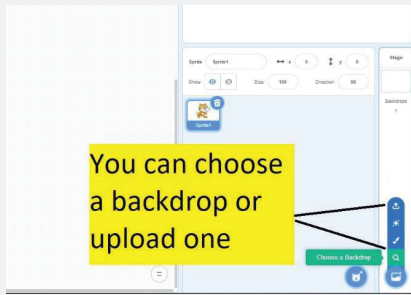 Sprite Sprite1 x 0 y 0 Stage
Show Size 100 Direction 90
Backdrops
1
Sprite1
You can choose
a backdrop or
upload one
Choose a Backdrop